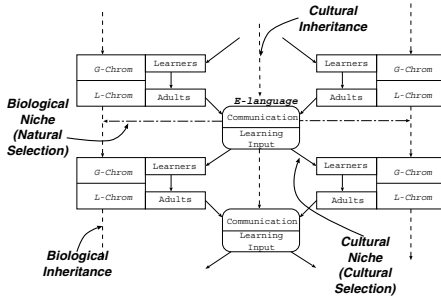 Cultural
Inheritance
G-Chrom
Learners
Learners
G-Chrom
L-Chrom
Adults
E-language
Adults
L-Chrom
Biological
Niche
(Natural
Selection)
Communication
Learning
Input
G-Chrom
Learners
Learners
G-Chrom
L-Chrom
Adults
Adults
L-Chrom
Communication
Learning
Input
Biological
Inheritance
Cultural
Niche
(Cultural
Selection)